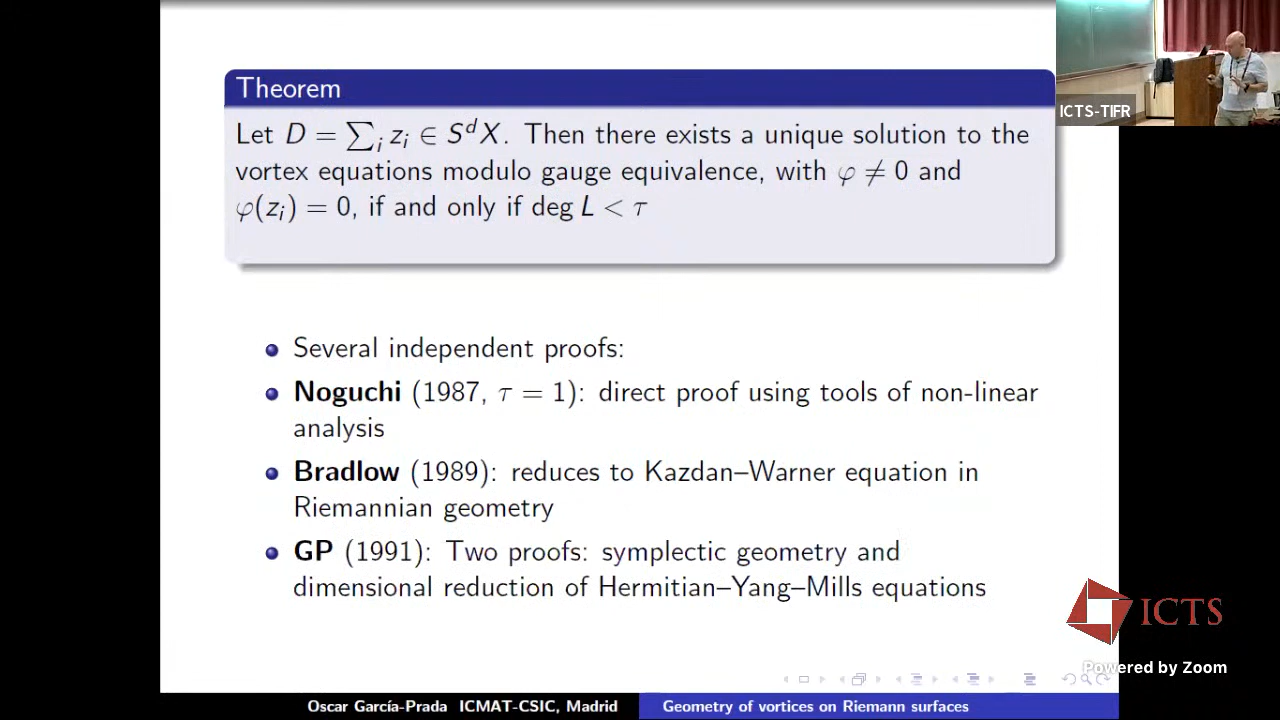 Theorem
Let D = ∑ᵢ zᵢ ∈ SᵈX. Then there exists a unique solution to the
vortex equations modulo gauge equivalence, with φ ≠ 0 and
φ(zᵢ) = 0, if and only if deg L < τ
Several independent proofs:
Noguchi (1987, τ = 1): direct proof using tools of non-linear
analysis
Bradlow (1989): reduces to Kazdan–Warner equation in
Riemannian geometry
GP (1991): Two proofs: symplectic geometry and
dimensional reduction of Hermitian–Yang–Mills equations
Oscar García-Prada ICMAT-CSIC, Madrid
Geometry of vortices on Riemann surfaces
ICTS-TIFR
ICTS
Powered by Zoom